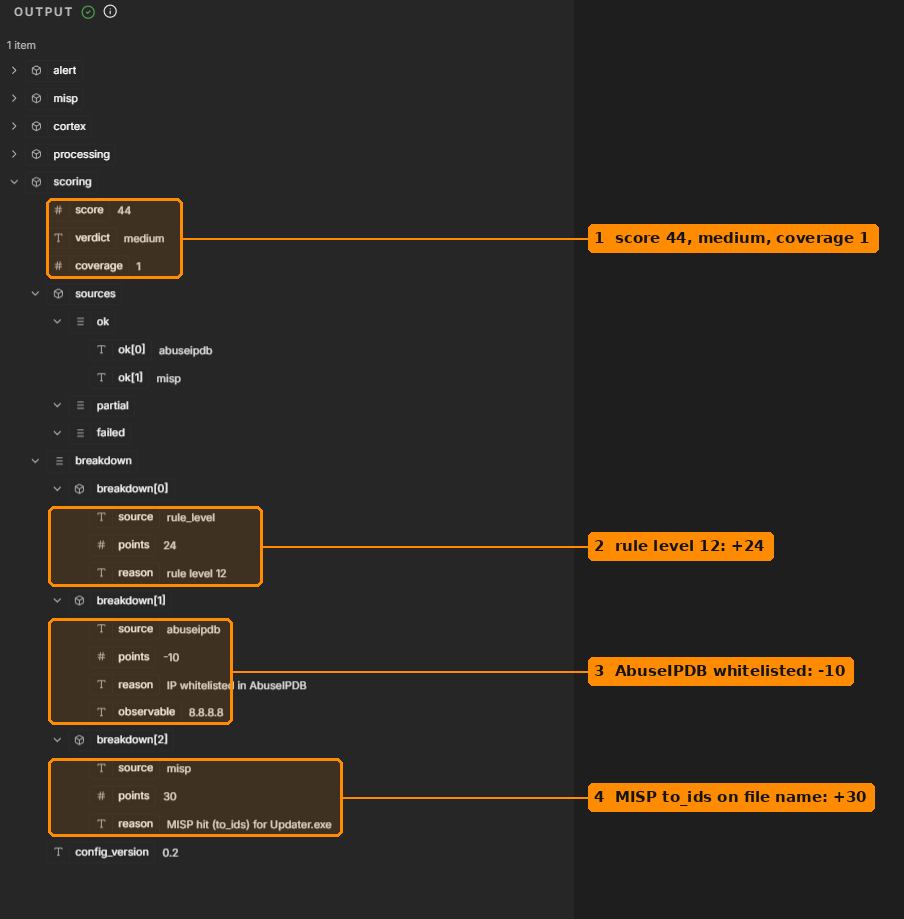 OUTPUT
1 item
alert
misp
cortex
processing
scoring
# score 44
T verdict medium
# coverage 1
1 score 44, medium, coverage 1
sources
ok
T ok[0] abuseipdb
T ok[1] misp
partial
failed
breakdown
breakdown[0]
T source rule_level
# points 24
T reason rule level 12
2 rule level 12: +24
breakdown[1]
T source abuseipdb
# points -10
T reason IP whitelisted in AbuseIPDB
T observable 8.8.8.8
3 AbuseIPDB whitelisted: -10
breakdown[2]
T source misp
# points 30
T reason MISP hit (to_ids) for Updater.exe
4 MISP to_ids on file name: +30
T config_version 0.2